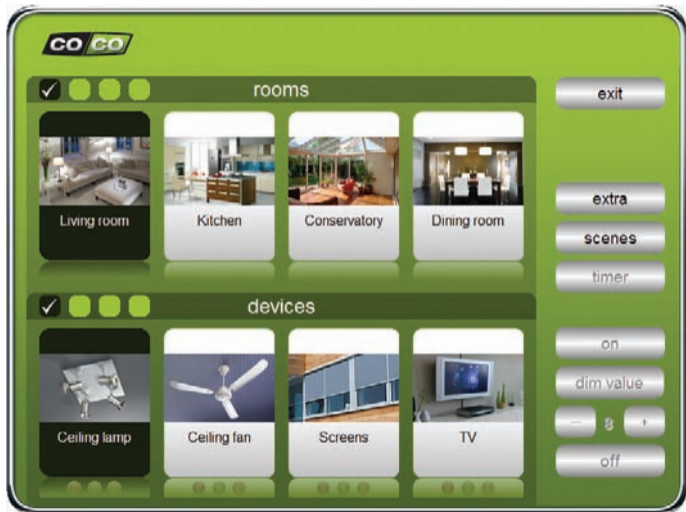 CO CO
rooms
exit
Living room
Kitchen
Conservatory
Dining room
extra
scenes
timer
devices
on
dim value
Ceiling lamp
Ceiling fan
Screens
TV
– 8 +
off